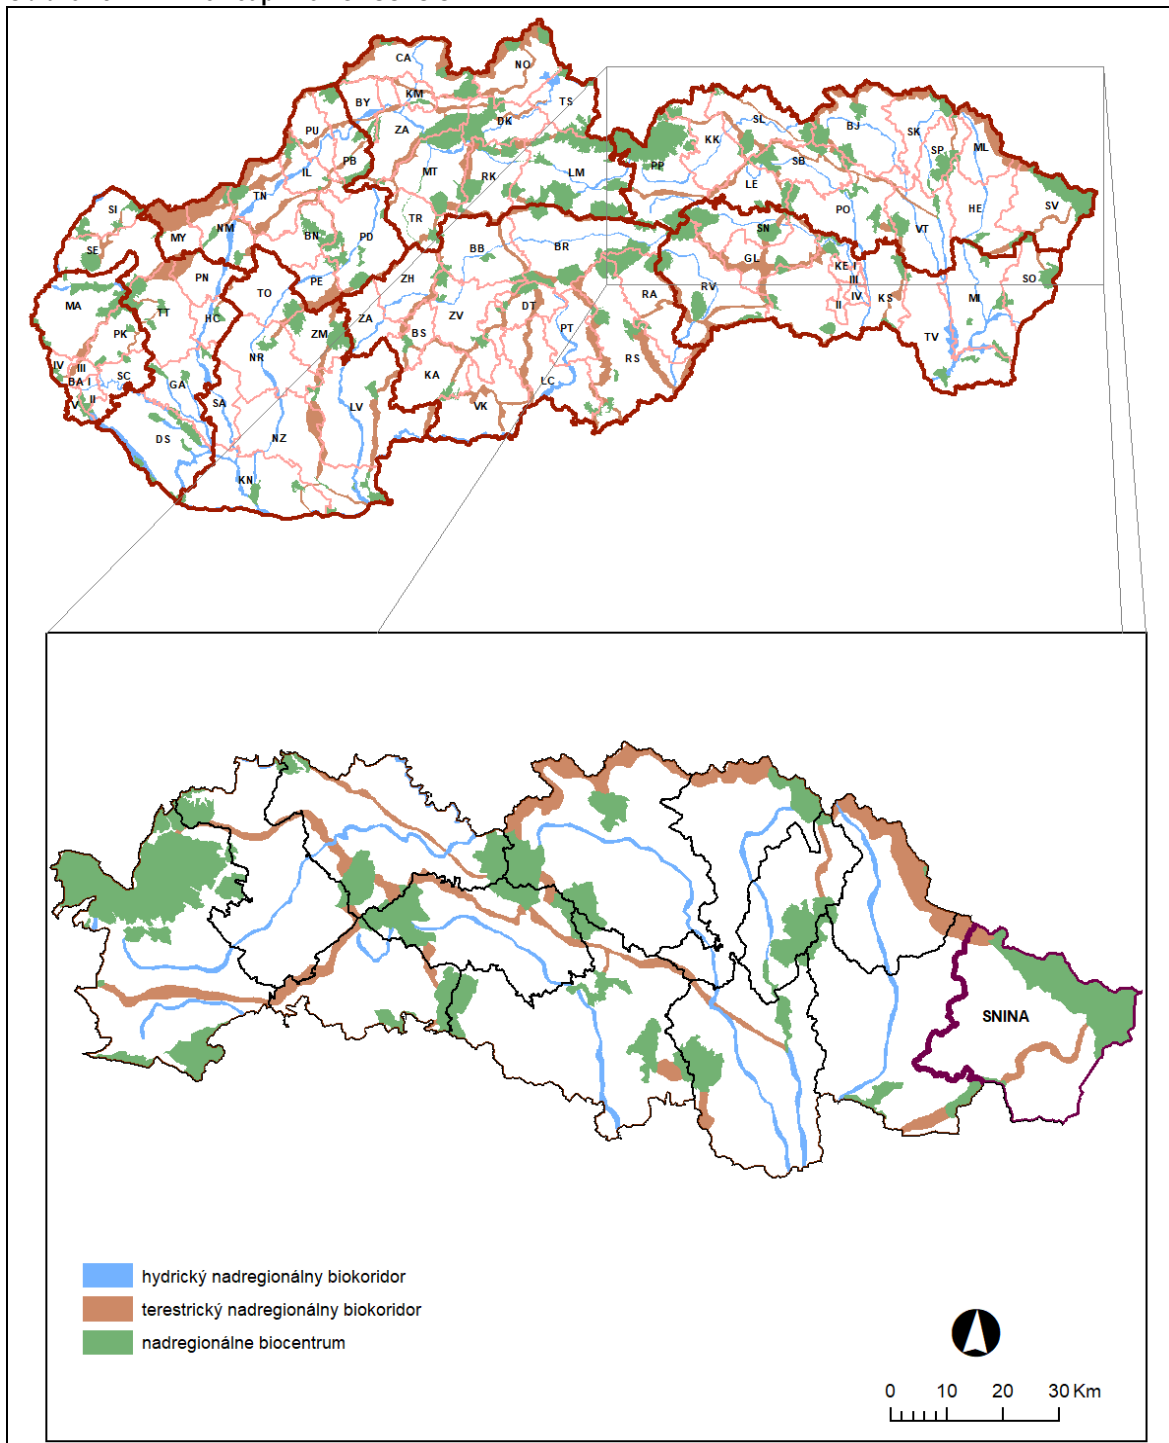 CA
NO
BY
KM
TS
DK
PU
ZA
PB
MT
IL
RK
LM
TN
TR
SI
MY
NM
BN
PD
SE
BB
BR
PN
PE
ZH
MA
TO
TT
HC
ZA
ZM
BS
ZV
DT
PK
PT
RA
RV
NR
IV
III
BA I
SC
II
V
GA
SA
KA
LC
RS
VK
LV
DS
NZ
KN
SL
BJ
SK
KK
SP
ML
PP
SB
LE
PO
HE
SV
SN
VT
GL
KE I
III
II
IV
KS
MI
SO
TV
SNINA
hydrický nadregionálny biokoridor
terestrický nadregionálny biokoridor
nadregionálne biocentrum
0 10 20 30 Km